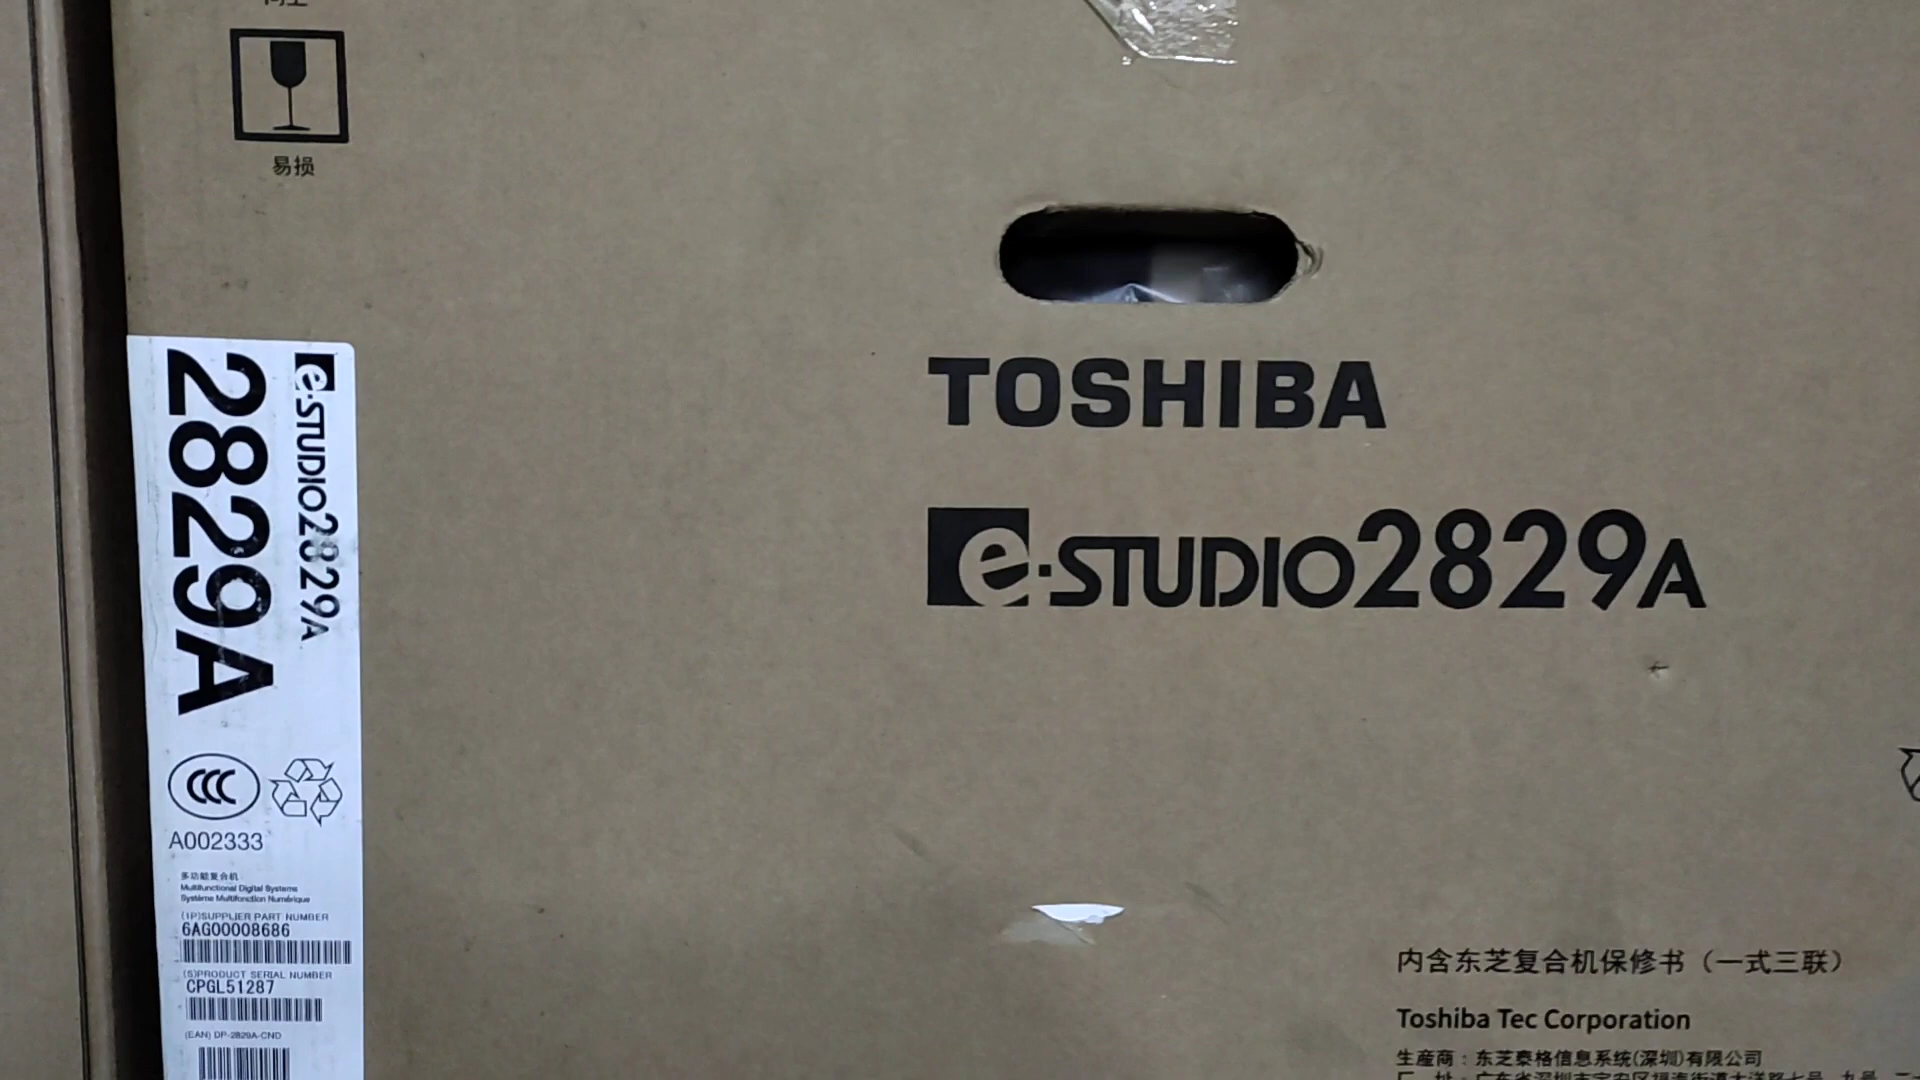 易损
TOSHIBA
e-STUDIO2829A
e-STUDIO2829A
2829A
A002333
多功能复合机
Multifunctional Digital Systems
Système Multifonction Numérique
(1P)SUPPLIER PART NUMBER
6AG00008686
(S)PRODUCT SERIAL NUMBER
CPGL51287
(EAN) DP-2829A-CND
内含东芝复合机保修书（一式三联）
Toshiba Tec Corporation
生産商：东芝泰格信息系统(深圳)有限公司